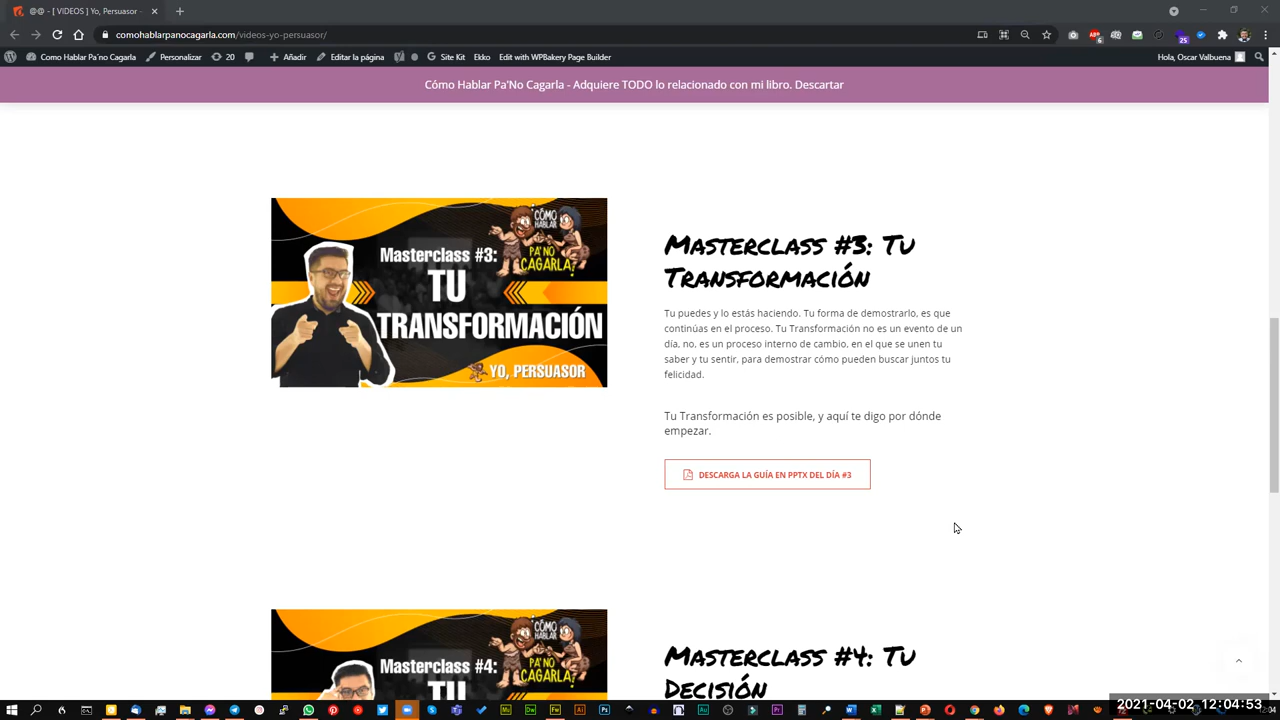 @@ - [ VIDEOS ] Yo, Persuasor -
comohablarpanocagarla.com/videos-yo-persuasor/
Como Hablar Pa´no Cagarla
Personalizar
20
Añadir
Editar la página
Site Kit
Ekko
Edit with WPBakery Page Builder
Hola, Oscar Valbuena
Cómo Hablar Pa'No Cagarla - Adquiere TODO lo relacionado con mi libro. Descartar
Masterclass #3:
TU
TRANSFORMACIÓN
CÓMO
HABLAR
PA' NO
CAGARLA?
YO, PERSUASOR
Masterclass #3: Tu
Transformación
Tu puedes y lo estás haciendo. Tu forma de demostrarlo, es que
continúas en el proceso. Tu Transformación no es un evento de un
día, no, es un proceso interno de cambio, en el que se unen tu
saber y tu sentir, para demostrar cómo pueden buscar juntos tu
felicidad.
Tu Transformación es posible, y aquí te digo por dónde
empezar.
DESCARGA LA GUÍA EN PPTX DEL DÍA #3
Masterclass #4:
TU
CÓMO
HABLAR
PA' NO
CAGARLA?
Masterclass #4: Tu
Decisión
2021-04-02 12:04:53